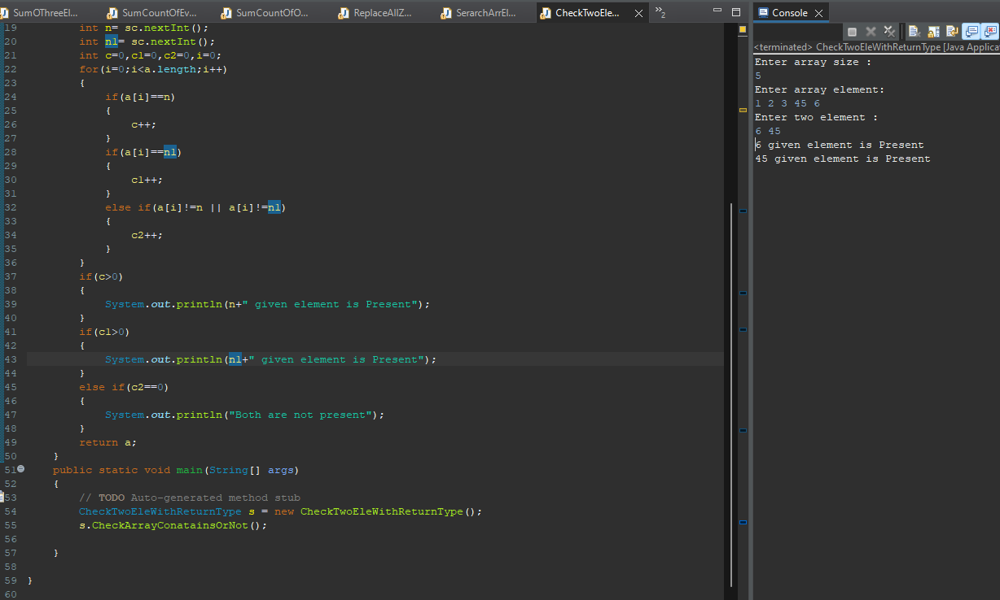 SumOThreeEl... SumCountOfEv... SumCountOfO... ReplaceAllZ... SerarchArrEl... CheckTwoEle... »2
19 int n= sc.nextInt();
20 int n1= sc.nextInt();
21 int c=0,c1=0,c2=0,i=0;
22 for(i=0;i<a.length;i++)
23 {
24 if(a[i]==n)
25 {
26 c++;
27 }
28 if(a[i]==n1)
29 {
30 c1++;
31 }
32 else if(a[i]!=n || a[i]!=n1)
33 {
34 c2++;
35 }
36 }
37 if(c>0)
38 {
39 System.out.println(n+" given element is Present");
40 }
41 if(c1>0)
42 {
43 System.out.println(n1+" given element is Present");
44 }
45 else if(c2==0)
46 {
47 System.out.println("Both are not present");
48 }
49 return a;
50 }
51 public static void main(String[] args)
52 {
53 // TODO Auto-generated method stub
54 CheckTwoEleWithReturnType s = new CheckTwoEleWithReturnType();
55 s.CheckArrayConatainsOrNot();
56
57 }
58
59 }
60
Console
<terminated> CheckTwoEleWithReturnType [Java Applica
Enter array size :
5
Enter array element:
1 2 3 45 6
Enter two element :
6 45
6 given element is Present
45 given element is Present